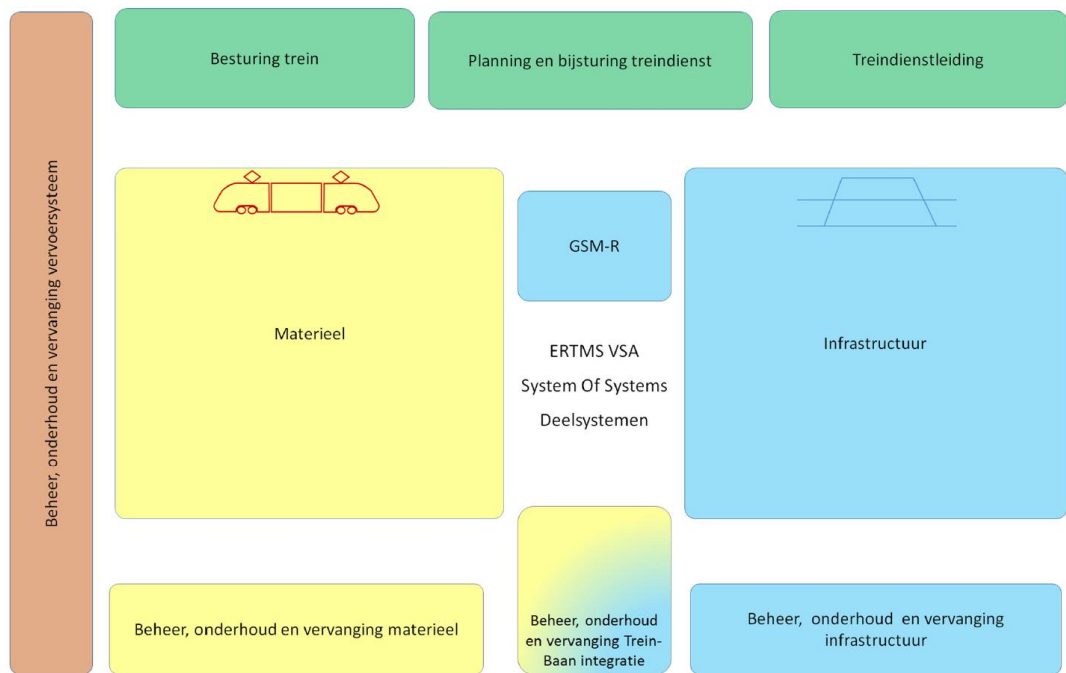 Beheer, onderhoud en vervanging vervoersysteem
Besturing trein
Planning en bijsturing treindienst
Treindienstleiding
Materieel
GSM-R
ERTMS VSA
System Of Systems
Deelsystemen
Infrastructuur
Beheer, onderhoud en vervanging materieel
Beheer, onderhoud
en vervanging Trein-
Baan integratie
Beheer, onderhoud en vervanging
infrastructuur